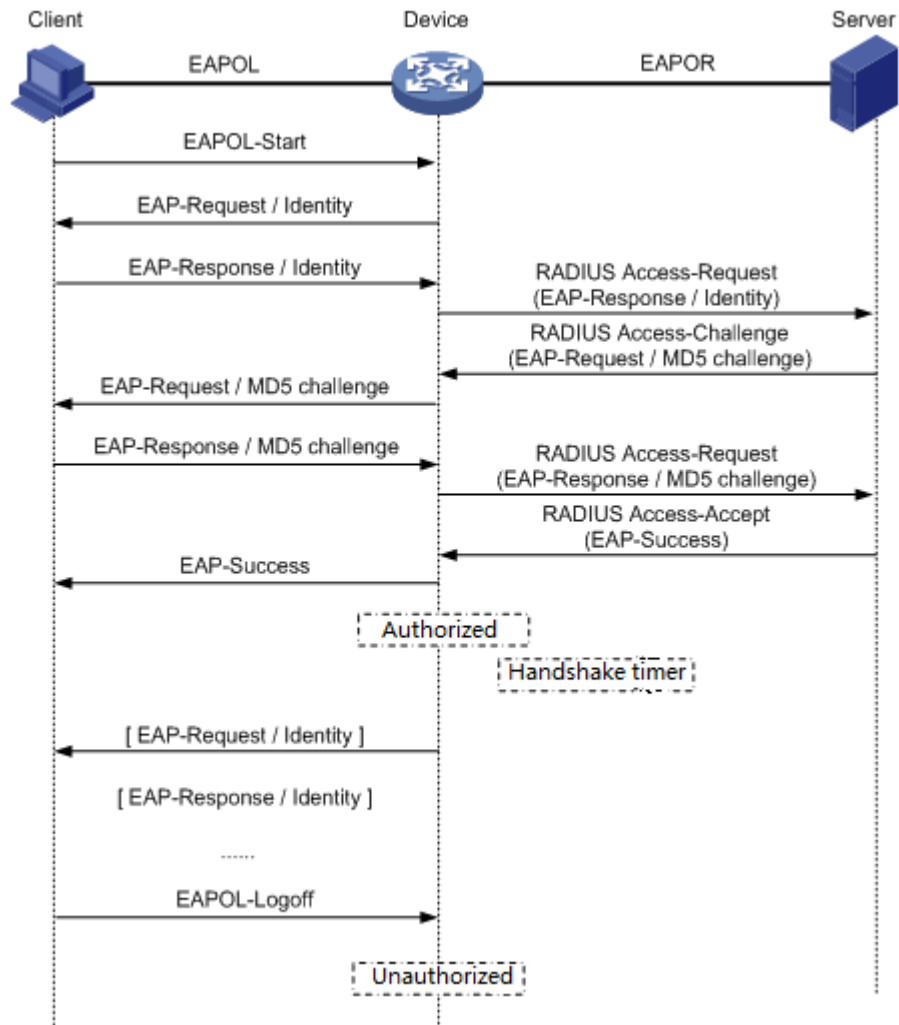 Client
Device
Server
EAPOL
EAPOR
EAPOL-Start
EAP-Request / Identity
EAP-Response / Identity
RADIUS Access-Request
(EAP-Response / Identity)
RADIUS Access-Challenge
(EAP-Request / MD5 challenge)
EAP-Request / MD5 challenge
EAP-Response / MD5 challenge
RADIUS Access-Request
(EAP-Response / MD5 challenge)
RADIUS Access-Accept
(EAP-Success)
EAP-Success
Authorized
Handshake timer
[ EAP-Request / Identity ]
[ EAP-Response / Identity ]
......
EAPOL-Logoff
Unauthorized